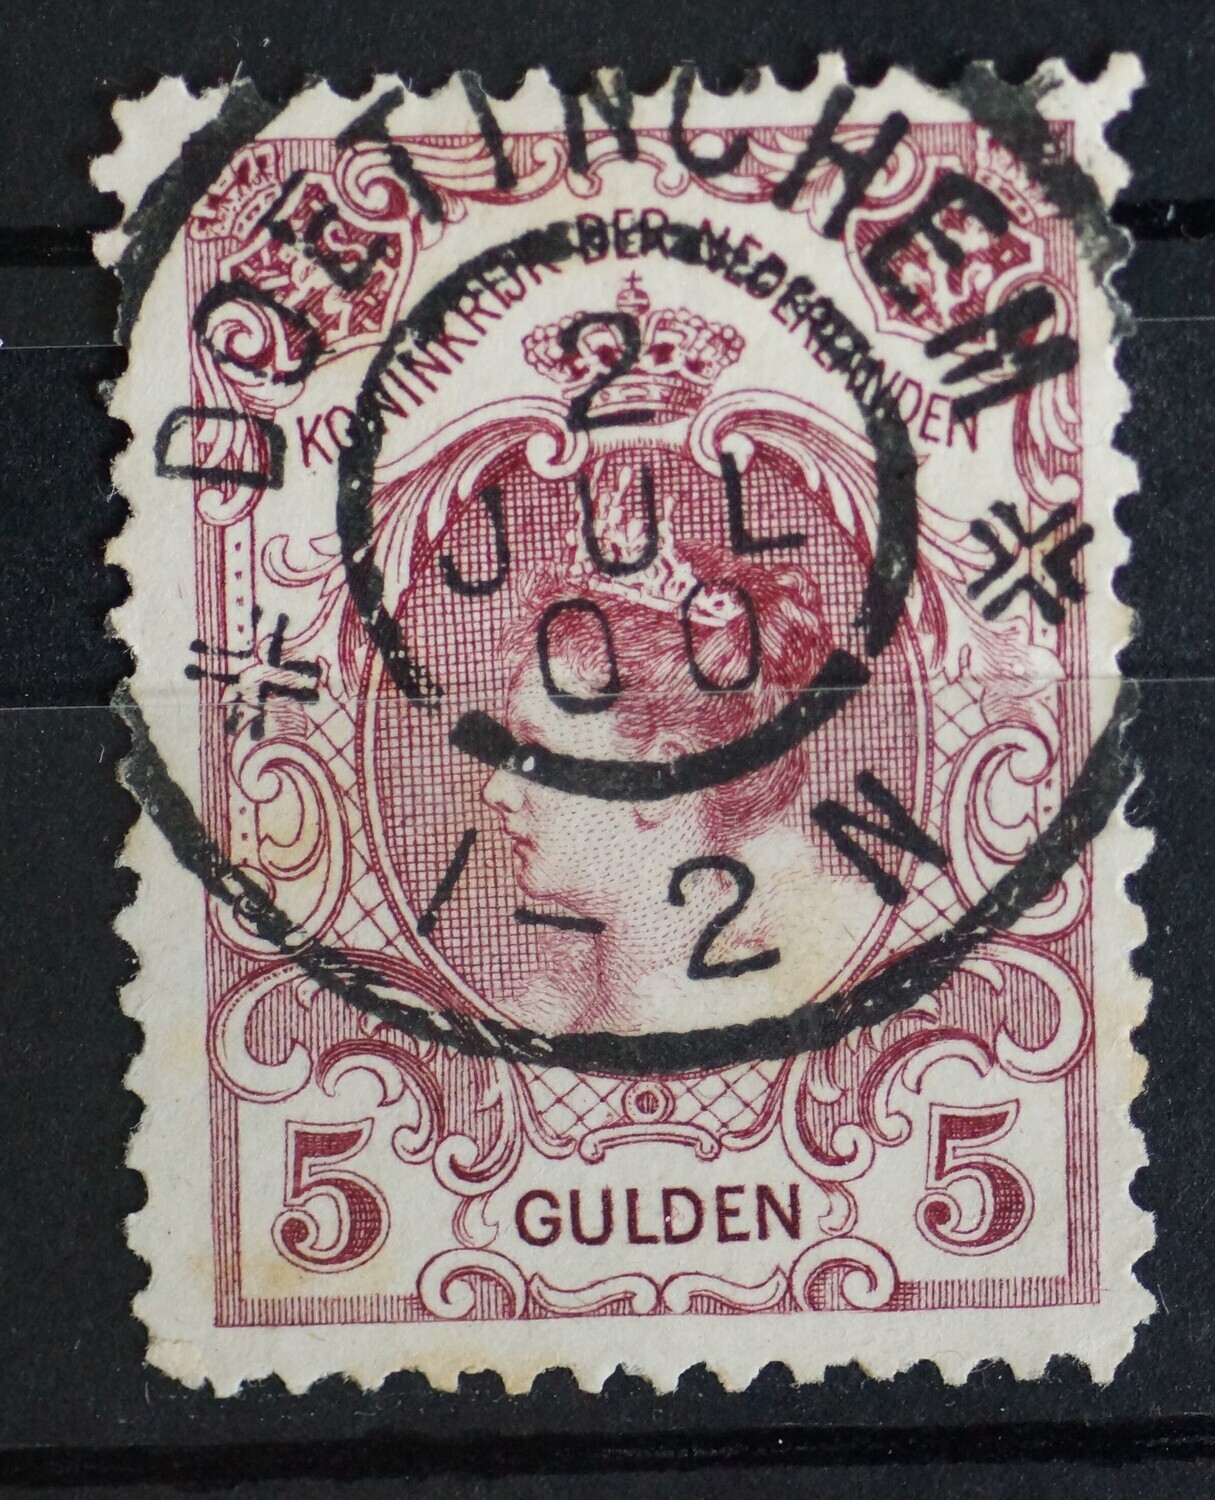 DOETINCHEM
KONINKRIJK DER NEDERLANDEN
2
JUL
00
1-2 N
5 GULDEN 5